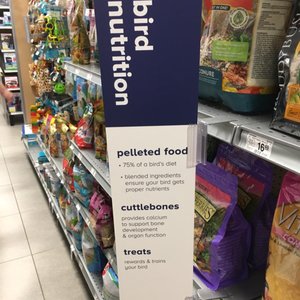 bird
nutrition
pelleted food
• 75% of a bird's diet
• blended ingredients
ensure your bird gets
proper nutrients
cuttlebones
provides calcium
to support bone
development
& organ function
treats
rewards & trains
your bird